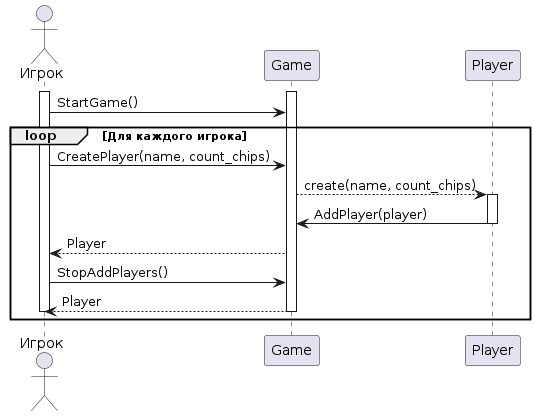 Игрок
Game
Player
StartGame()
loop
[Для каждого игрока]
CreatePlayer(name, count_chips)
create(name, count_chips)
AddPlayer(player)
Player
StopAddPlayers()
Player
Игрок
Game
Player